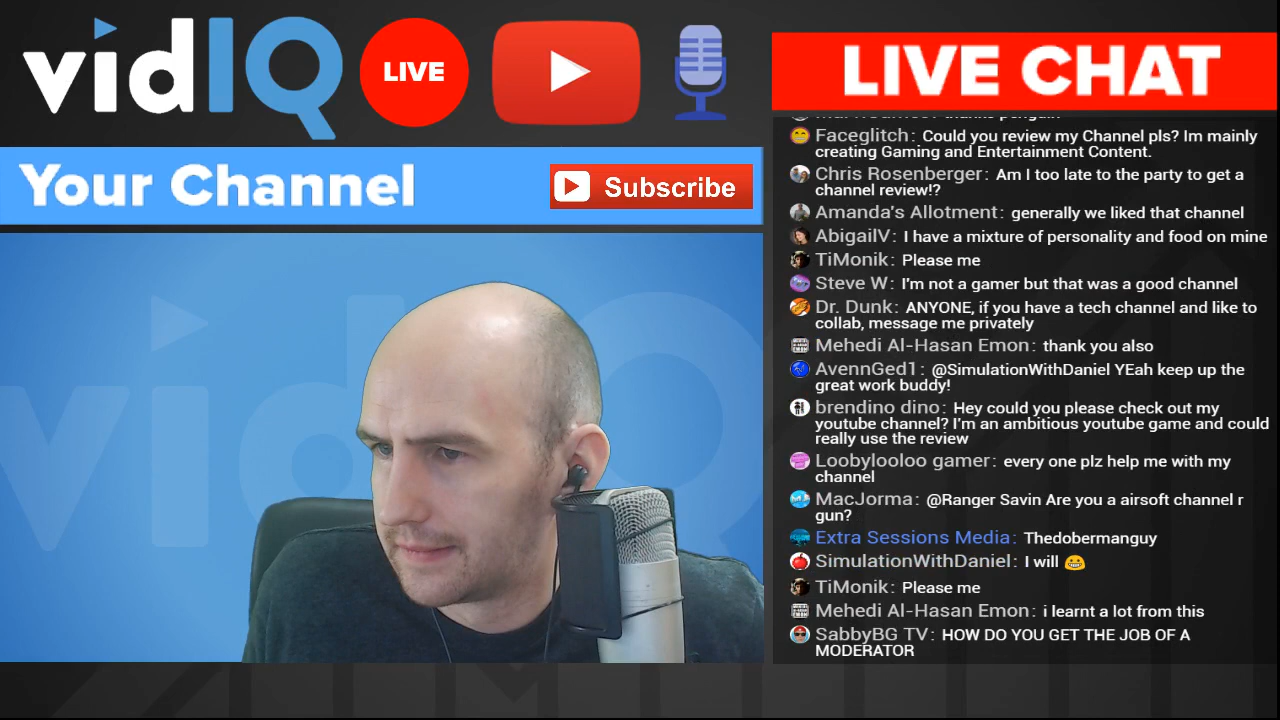 vidIQ
LIVE
LIVE CHAT
Your Channel
Subscribe
Faceglitch: Could you review my Channel pls? Im mainly
creating Gaming and Entertainment Content.
Chris Rosenberger: Am I too late to the party to get a
channel review!?
Amanda's Allotment: generally we liked that channel
AbigailV: I have a mixture of personality and food on mine
TiMonik: Please me
Steve W: I'm not a gamer but that was a good channel
Dr. Dunk: ANYONE, if you have a tech channel and like to
collab, message me privately
Mehedi Al-Hasan Emon: thank you also
AvennGed1: @SimulationWithDaniel YEah keep up the
great work buddy!
brendino dino: Hey could you please check out my
youtube channel? I'm an ambitious youtube game and could
really use the review
Loobylooloo gamer: every one plz help me with my
channel
MacJorma: @Ranger Savin Are you a airsoft channel r
gun?
Extra Sessions Media: Thedobermanguy
SimulationWithDaniel: I will 😁
TiMonik: Please me
Mehedi Al-Hasan Emon: i learnt a lot from this
SabbyBG TV: HOW DO YOU GET THE JOB OF A
MODERATOR